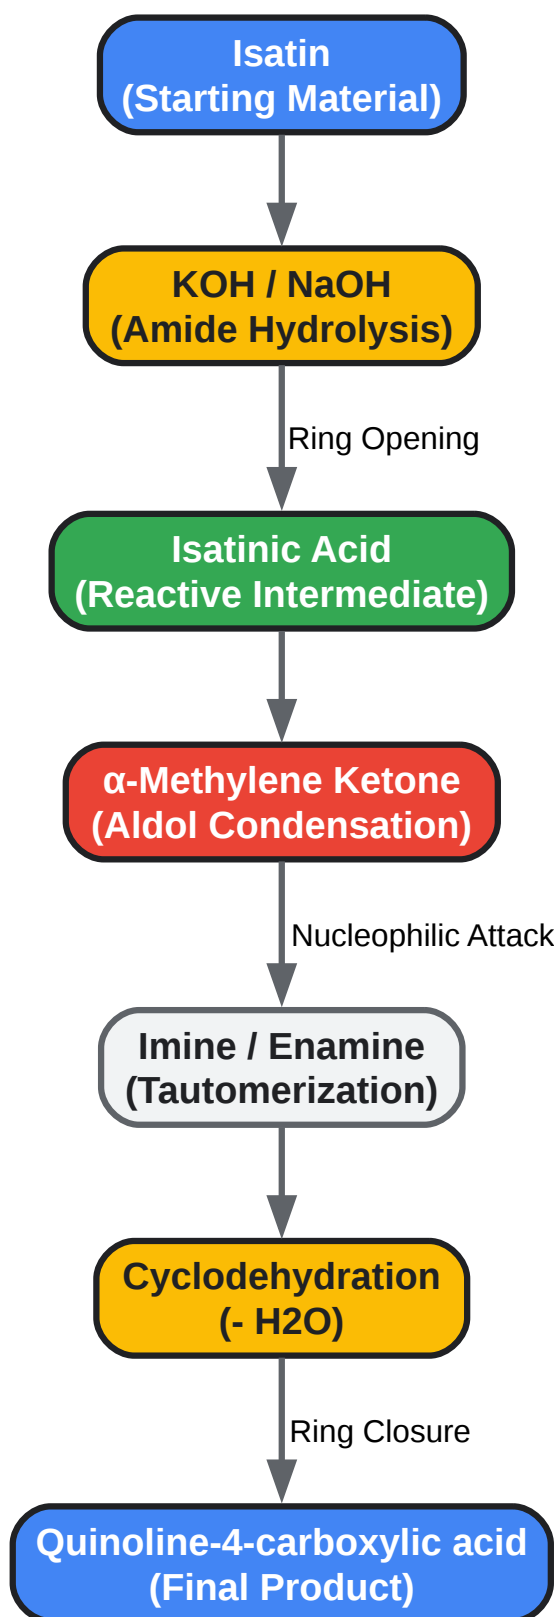 Isatin
(Starting Material)
KOH / NaOH
(Amide Hydrolysis)
Ring Opening
Isatinic Acid
(Reactive Intermediate)
α-Methylene Ketone
(Aldol Condensation)
Nucleophilic Attack
Imine / Enamine
(Tautomerization)
Cyclodehydration
(- H2O)
Ring Closure
Quinoline-4-carboxylic acid
(Final Product)